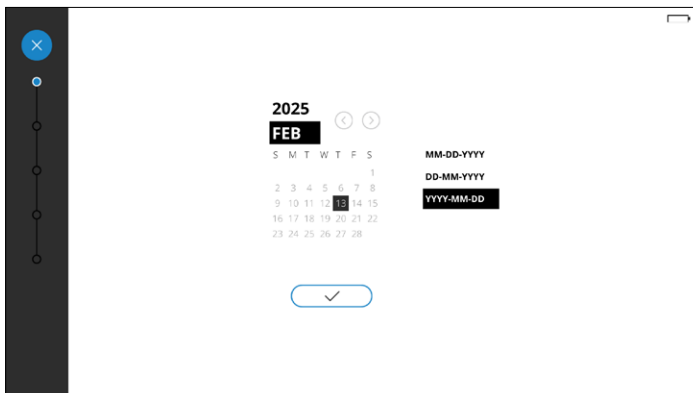 2025
FEB
S M T W T F S
1
2 3 4 5 6 7 8
9 10 11 12 13 14 15
16 17 18 19 20 21 22
23 24 25 26 27 28
MM-DD-YYYY
DD-MM-YYYY
YYYY-MM-DD